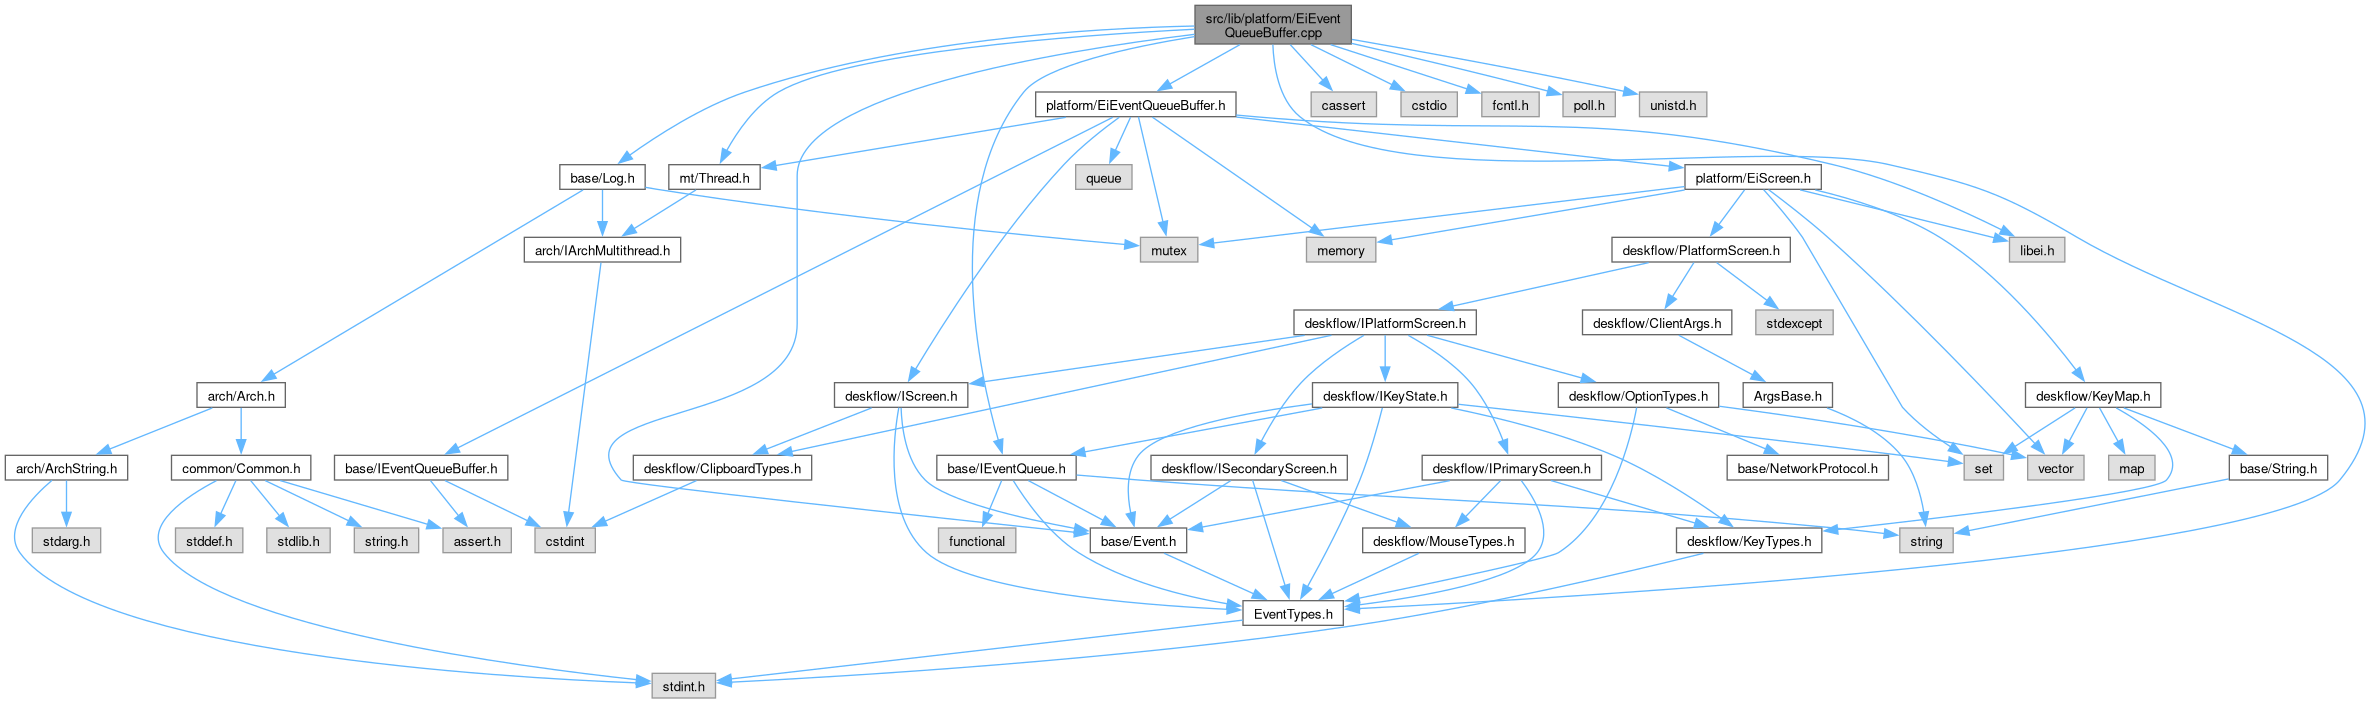 src/lib/platform/EiEvent
QueueBuffer.cpp
platform/EiEventQueueBuffer.h
cassert
cstdio
fcntl.h
poll.h
unistd.h
base/Log.h
mt/Thread.h
queue
platform/EiScreen.h
arch/IArchMultithread.h
mutex
memory
deskflow/PlatformScreen.h
libei.h
deskflow/IPlatformScreen.h
deskflow/ClientArgs.h
stdexcept
arch/Arch.h
deskflow/IScreen.h
deskflow/IKeyState.h
deskflow/OptionTypes.h
ArgsBase.h
deskflow/KeyMap.h
arch/ArchString.h
common/Common.h
base/IEventQueueBuffer.h
deskflow/ClipboardTypes.h
base/IEventQueue.h
deskflow/ISecondaryScreen.h
deskflow/IPrimaryScreen.h
base/NetworkProtocol.h
set
vector
map
base/String.h
stdarg.h
stddef.h
stdlib.h
string.h
assert.h
cstdint
functional
base/Event.h
deskflow/MouseTypes.h
deskflow/KeyTypes.h
string
EventTypes.h
stdint.h